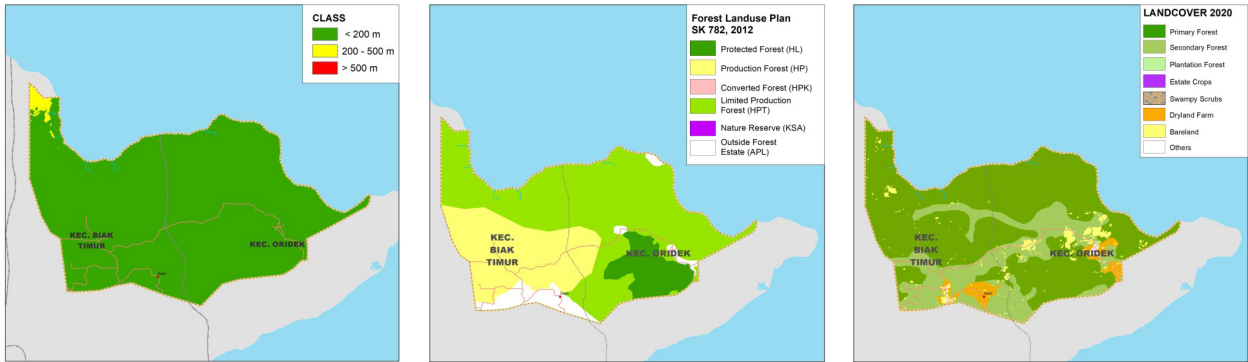 CLASS
< 200 m
200 - 500 m
> 500 m
KEC. BIAK
TIMUR
KEC. ORIDEK
Forest Landuse Plan
SK 782, 2012
Protected Forest (HL)
Production Forest (HP)
Converted Forest (HPK)
Limited Production
Forest (HPT)
Nature Reserve (KSA)
Outside Forest
Estate (APL)
KEC.
BIAK
TIMUR
KEC. ORIDEK
LANDCOVER 2020
Primary Forest
Secondary Forest
Plantation Forest
Estate Crops
Swampy Scrubs
Dryland Farm
Bareland
Others
KEC.
BIAK
TIMUR
KEC. ORIDEK